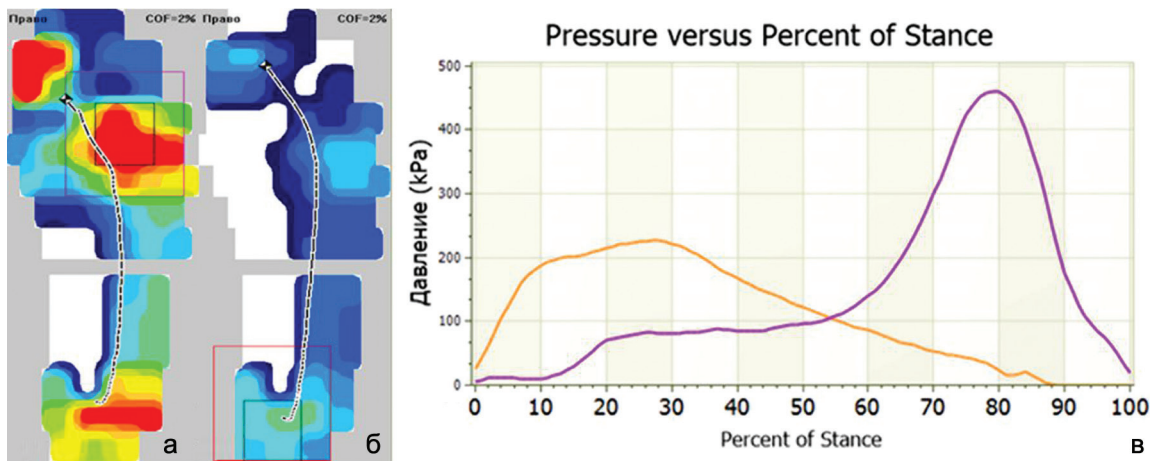 Право COF=2% Право COF=2%
а б
Pressure versus Percent of Stance
Давление (kPa)
500
400
300
200
100
0
0 10 20 30 40 50 60 70 80 90 100
Percent of Stance
в